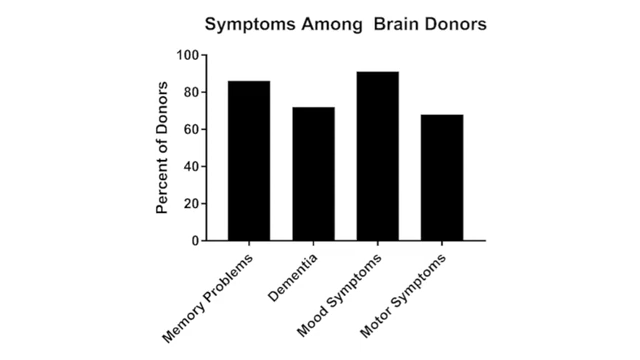 Symptoms Among Brain Donors
Percent of Donors
100
80
60
40
20
0
Memory Problems
Dementia
Mood Symptoms
Motor Symptoms